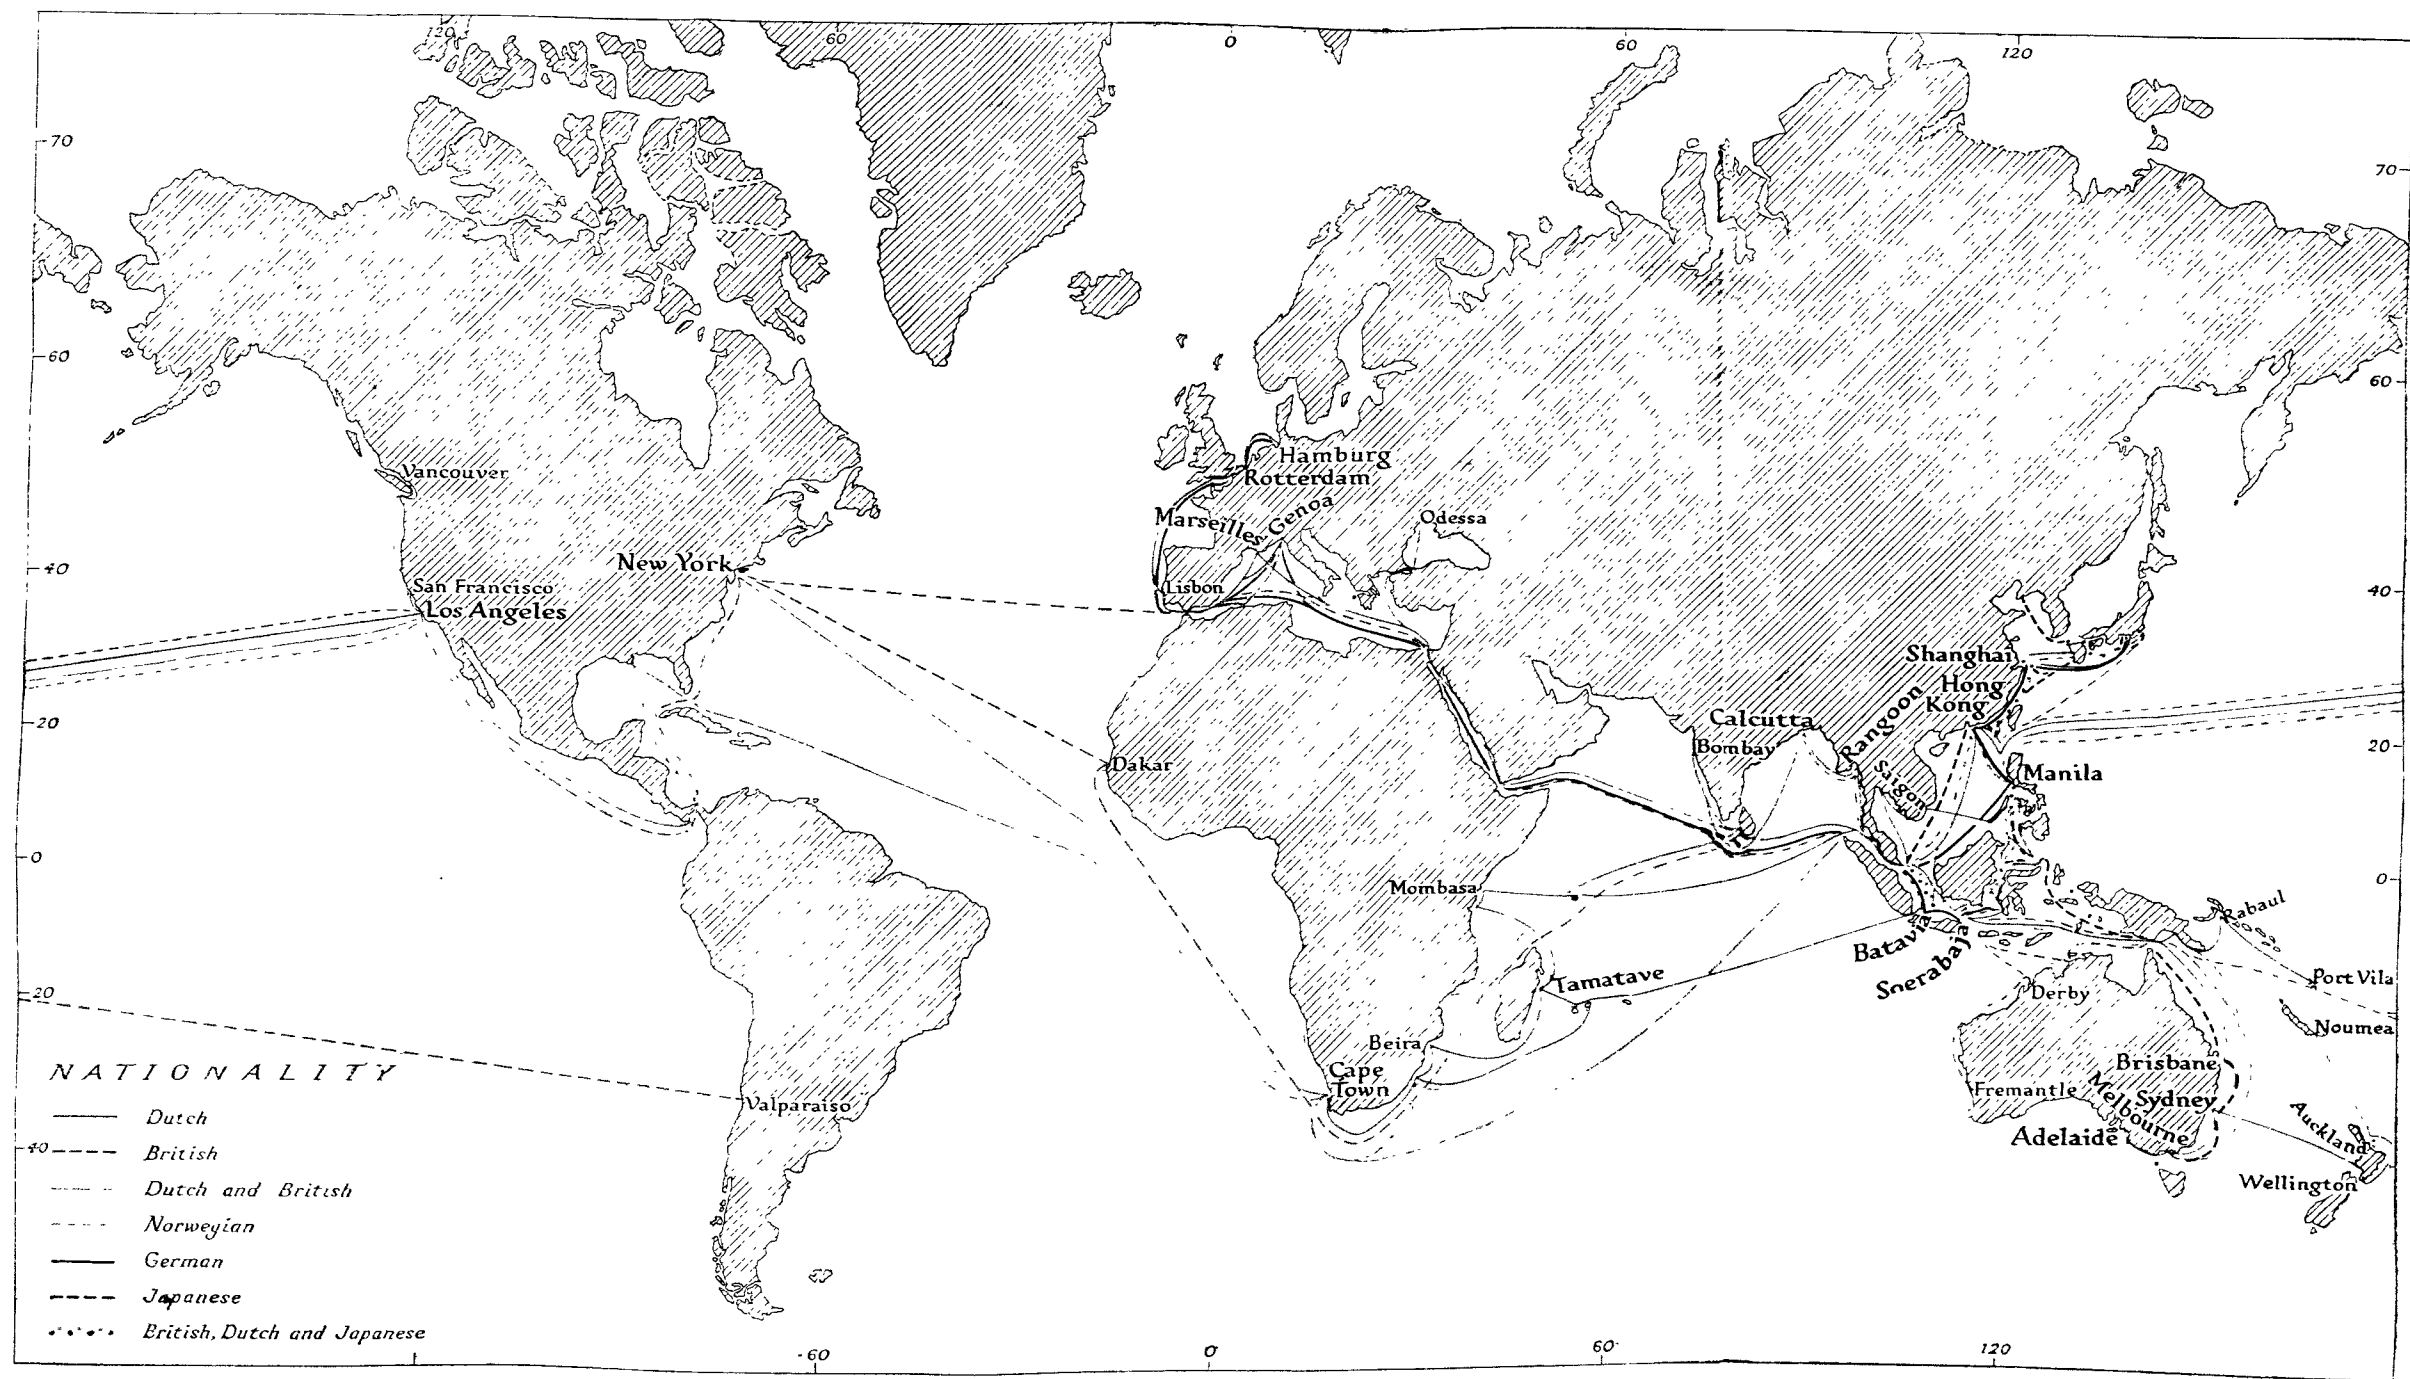 120
60
0
60
120
70
70
60
60
Vancouver
Hamburg
Rotterdam
Marseilles
Genoa
Odessa
New York
40
40
San Francisco
Los Angeles
Lisbon
Shanghai
Hong
Kong
Rangoon
Calcutta
Bombay
20
20
Dakar
Saigon
Manila
0
0
Mombasa
Rabaul
Batavia
Soerabaja
Tamatave
Port Vila
20
Derby
Noumea
Beira
Brisbane
Cape
Town
Fremantle
Melbourne
Sydney
Valparaiso
Auckland
Adelaide
Wellington
40
NATIONALITY
Dutch
British
Dutch and British
Norwegian
German
Japanese
British, Dutch and Japanese
-60
0
60
120